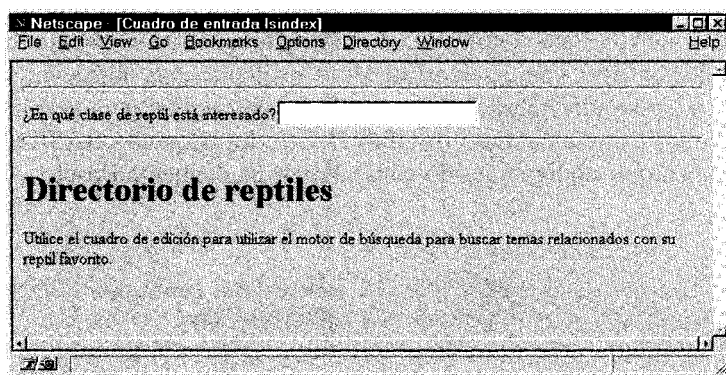 Netscape - [Cuadro de entrada Isindex]
File Edit View Go Bookmarks Options Directory Window Help
¿En qué clase de reptil está interesado?
Directorio de reptiles
Utilice el cuadro de edición para utilizar el motor de búsqueda para buscar temas relacionados con su
reptil favorito.